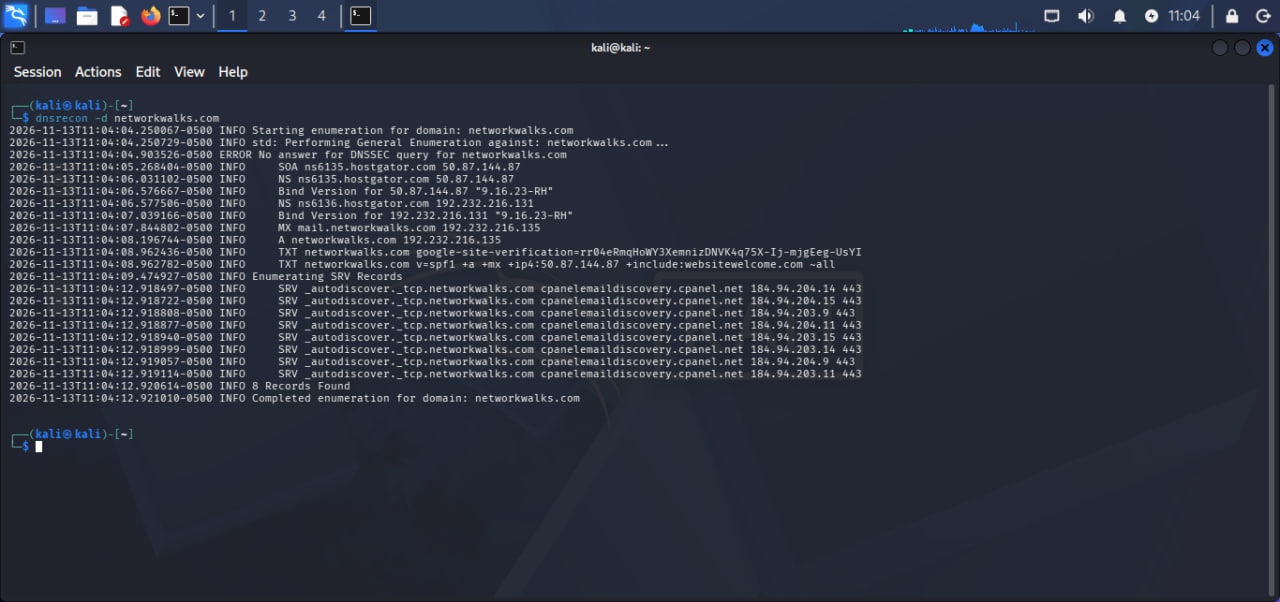 1 2 3 4 11:04
kali@kali: ~
Session Actions Edit View Help
┌──(kali㉿kali)-[~]
└─$ dnsrecon -d networkwalks.com
2026-11-13T11:04:04.250067-0500 INFO Starting enumeration for domain: networkwalks.com
2026-11-13T11:04:04.250729-0500 INFO std: Performing General Enumeration against: networkwalks.com...
2026-11-13T11:04:04.903526-0500 ERROR No answer for DNSSEC query for networkwalks.com
2026-11-13T11:04:05.268404-0500 INFO SOA ns6135.hostgator.com 50.87.144.87
2026-11-13T11:04:06.031102-0500 INFO NS ns6135.hostgator.com 50.87.144.87
2026-11-13T11:04:06.576667-0500 INFO Bind Version for 50.87.144.87 "9.16.23-RH"
2026-11-13T11:04:06.577506-0500 INFO NS ns6136.hostgator.com 192.232.216.131
2026-11-13T11:04:07.039166-0500 INFO Bind Version for 192.232.216.131 "9.16.23-RH"
2026-11-13T11:04:07.844802-0500 INFO MX mail.networkwalks.com 192.232.216.135
2026-11-13T11:04:08.196744-0500 INFO A networkwalks.com 192.232.216.135
2026-11-13T11:04:08.962436-0500 INFO TXT networkwalks.com google-site-verification=rr04eRmqHoWY3XemnizDNVK4q75X-Ij-mjgEeg-UsYI
2026-11-13T11:04:08.962782-0500 INFO TXT networkwalks.com v=spf1 +a +mx +ip4:50.87.144.87 +include:websitewelcome.com ~all
2026-11-13T11:04:09.474927-0500 INFO Enumerating SRV Records
2026-11-13T11:04:12.918497-0500 INFO SRV _autodiscover._tcp.networkwalks.com cpanelemaildiscovery.cpanel.net 184.94.204.14 443
2026-11-13T11:04:12.918722-0500 INFO SRV _autodiscover._tcp.networkwalks.com cpanelemaildiscovery.cpanel.net 184.94.204.15 443
2026-11-13T11:04:12.918808-0500 INFO SRV _autodiscover._tcp.networkwalks.com cpanelemaildiscovery.cpanel.net 184.94.203.9 443
2026-11-13T11:04:12.918877-0500 INFO SRV _autodiscover._tcp.networkwalks.com cpanelemaildiscovery.cpanel.net 184.94.204.11 443
2026-11-13T11:04:12.918940-0500 INFO SRV _autodiscover._tcp.networkwalks.com cpanelemaildiscovery.cpanel.net 184.94.203.15 443
2026-11-13T11:04:12.918999-0500 INFO SRV _autodiscover._tcp.networkwalks.com cpanelemaildiscovery.cpanel.net 184.94.203.14 443
2026-11-13T11:04:12.919057-0500 INFO SRV _autodiscover._tcp.networkwalks.com cpanelemaildiscovery.cpanel.net 184.94.204.9 443
2026-11-13T11:04:12.919114-0500 INFO SRV _autodiscover._tcp.networkwalks.com cpanelemaildiscovery.cpanel.net 184.94.203.11 443
2026-11-13T11:04:12.920614-0500 INFO 8 Records Found
2026-11-13T11:04:12.921010-0500 INFO Completed enumeration for domain: networkwalks.com
┌──(kali㉿kali)-[~]
└─$